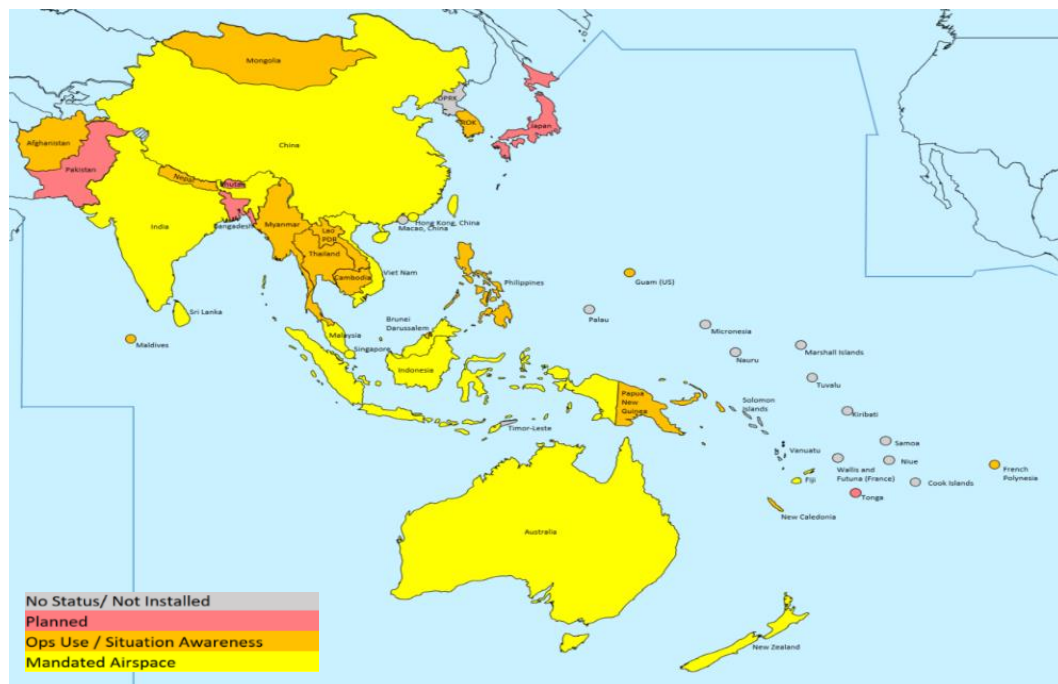 Mongolia
DPRK
ROK
Japan
Afghanistan
Pakistan
China
Nepal
Bhutan
India
Bangadesh
Myanmar
Lao
PDR
Hong Kong, China
Macao, China
Thailand
Viet Nam
Cambodia
Philippines
Guam (US)
Sri Lanka
Palau
Micronesia
Maldives
Brunei
Darussalem
Malaysia
Singapore
Marshall Islands
Nauru
Indonesia
Tuvalu
Papua
New
Guinea
Solomon
Islands
Kiribati
Timor-Leste
Samoa
Vanuatu
Wallis and
Futuna (France)
Niue
Fiji
Cook Islands
French
Polynesia
Tonga
New Caledonia
Australia
New Zealand
No Status/ Not Installed
Planned
Ops Use / Situation Awareness
Mandated Airspace